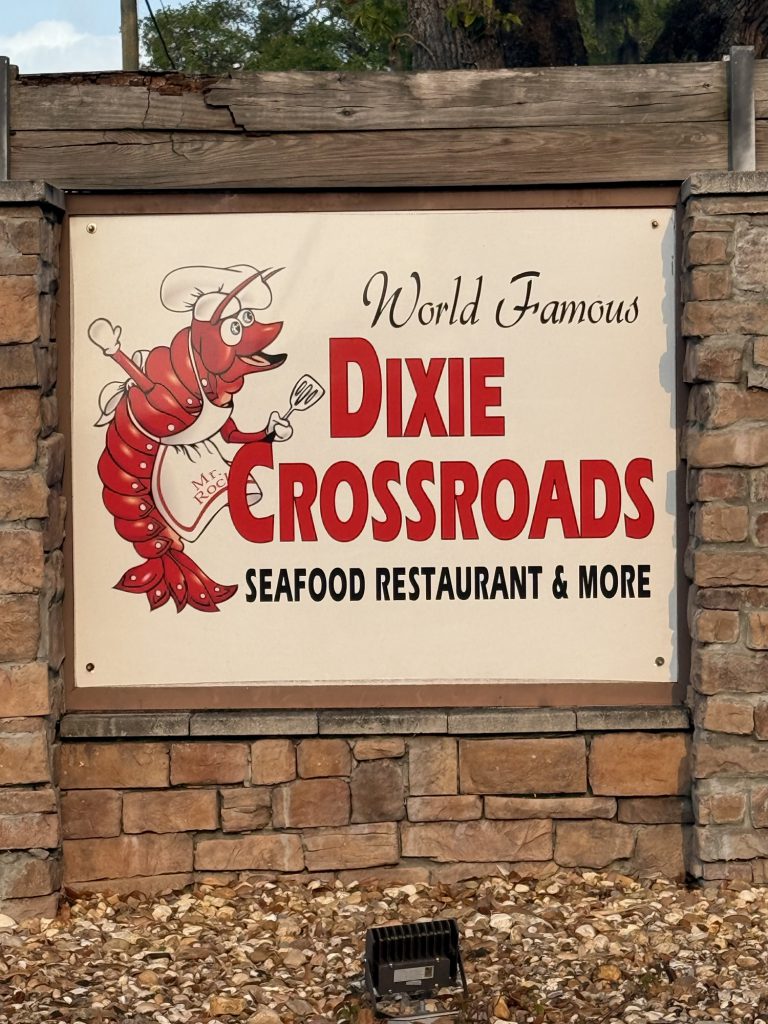 World Famous
DIXIE
CROSSROADS
Mr.
ROCK
SEAFOOD RESTAURANT & MORE